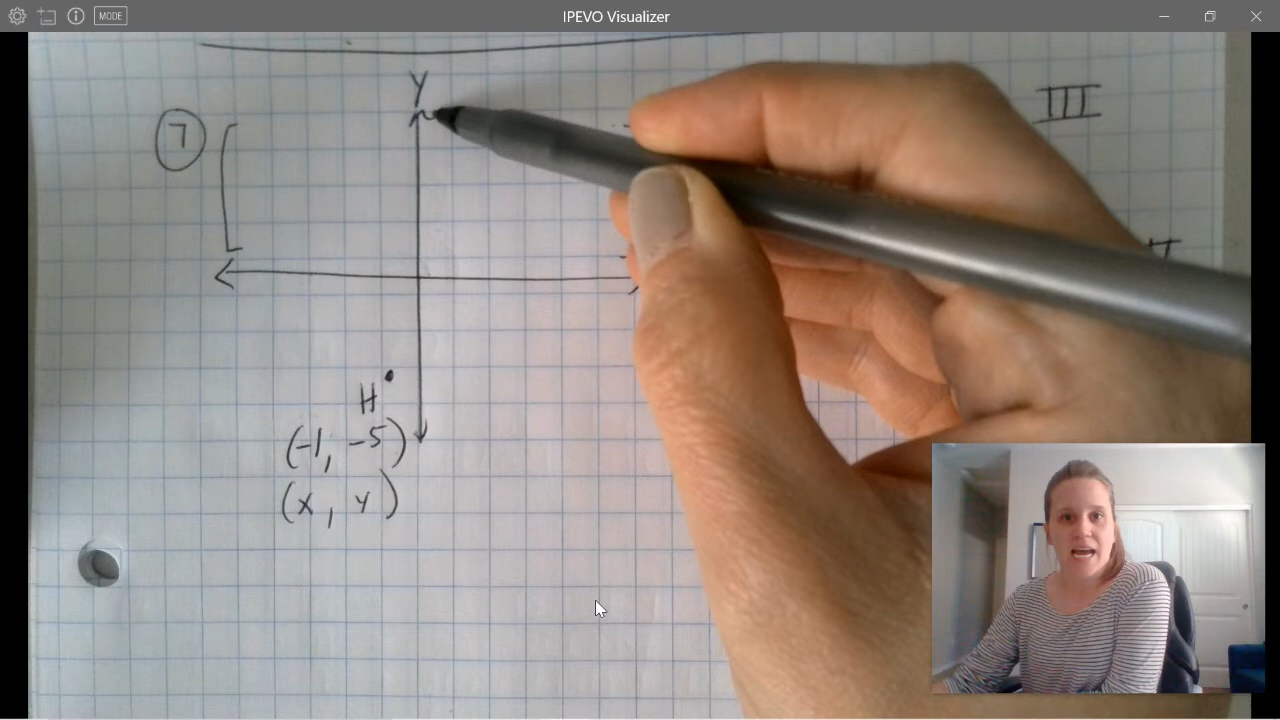 MODE
IPEVO Visualizer
Y
7
III
H
(-1, -5)
(x, y)